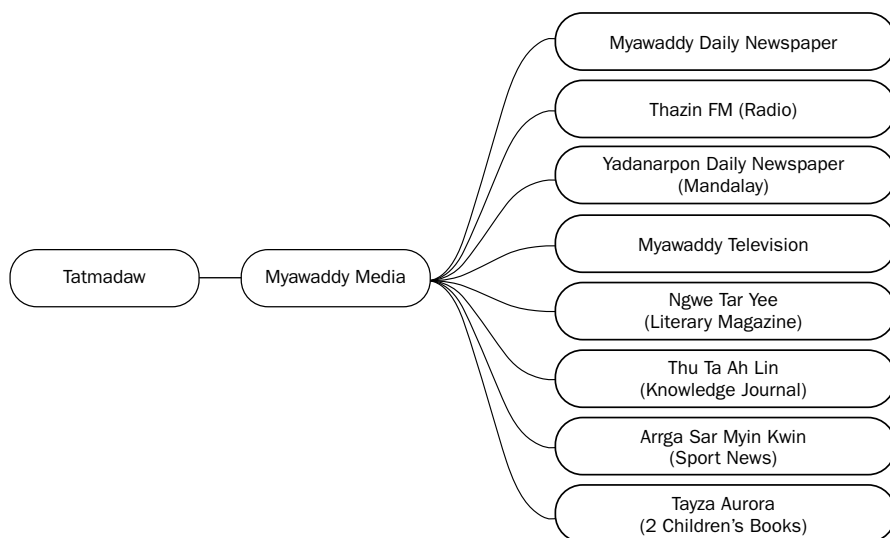 Tatmadaw
Myawaddy Media
Myawaddy Daily Newspaper
Thazin FM (Radio)
Yadanarpon Daily Newspaper
(Mandalay)
Myawaddy Television
Ngwe Tar Yee
(Literary Magazine)
Thu Ta Ah Lin
(Knowledge Journal)
Arrga Sar Myin Kwin
(Sport News)
Tayza Aurora
(2 Children's Books)